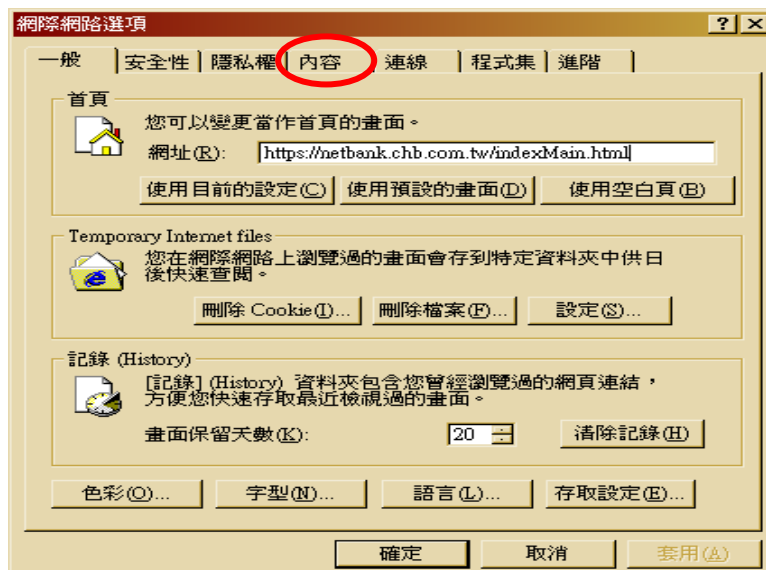 網際網路選項
一般 安全性 隱私權 內容 連線 程式集 進階
首頁
您可以變更當作首頁的畫面。
網址(R): https://netbank.chb.com.tw/indexMain.html
使用目前的設定(C) 使用預設的畫面(D) 使用空白頁(B)
Temporary Internet files
您在網際網路上瀏覽過的畫面會存到特定資料夾中供日
後快速查閱。
刪除 Cookie(I)... 刪除檔案(F)... 設定(S)...
記錄 (History)
[記錄] (History) 資料夾包含您曾經瀏覽過的網頁連結，
方便您快速存取最近檢視過的畫面。
畫面保留天數(K): 20 清除記錄(H)
色彩(O)... 字型(N)... 語言(L)... 存取設定(E)...
確定 取消 套用(A)